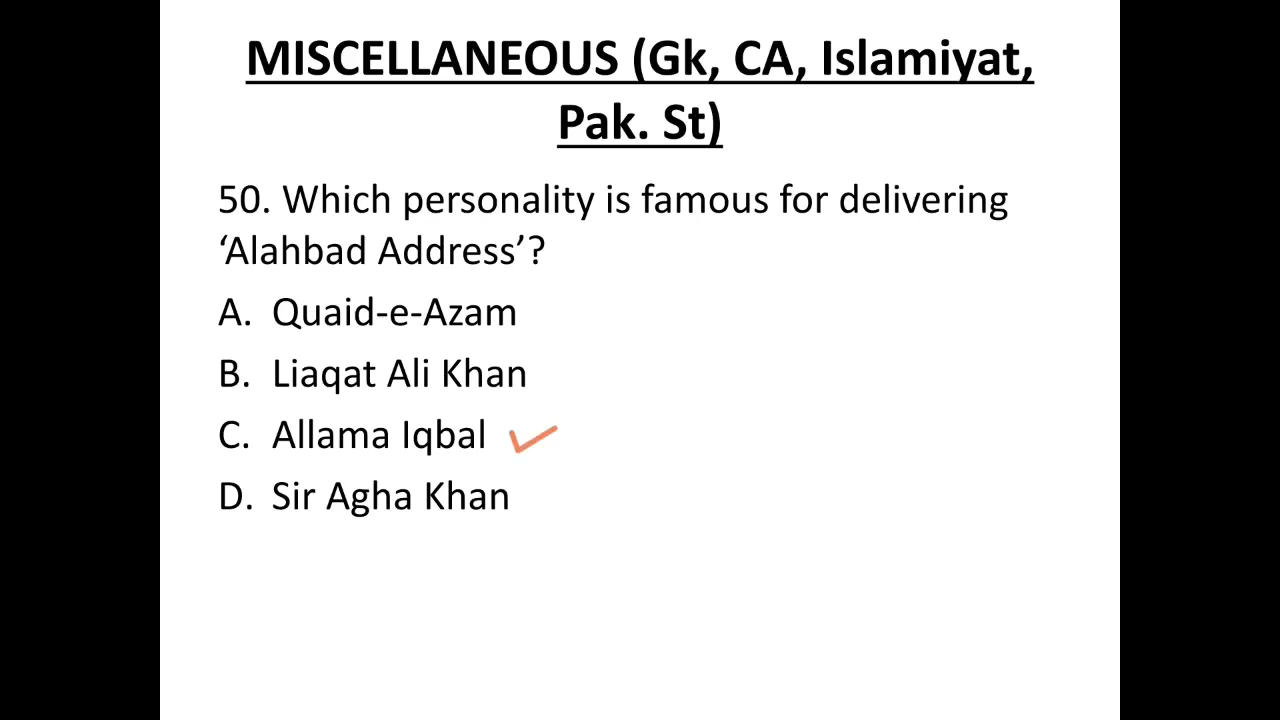 MISCELLANEOUS (Gk, CA, Islamiyat,
Pak. St)
50. Which personality is famous for delivering
‘Alahbad Address’?
A. Quaid-e-Azam
B. Liaqat Ali Khan
C. Allama Iqbal
D. Sir Agha Khan